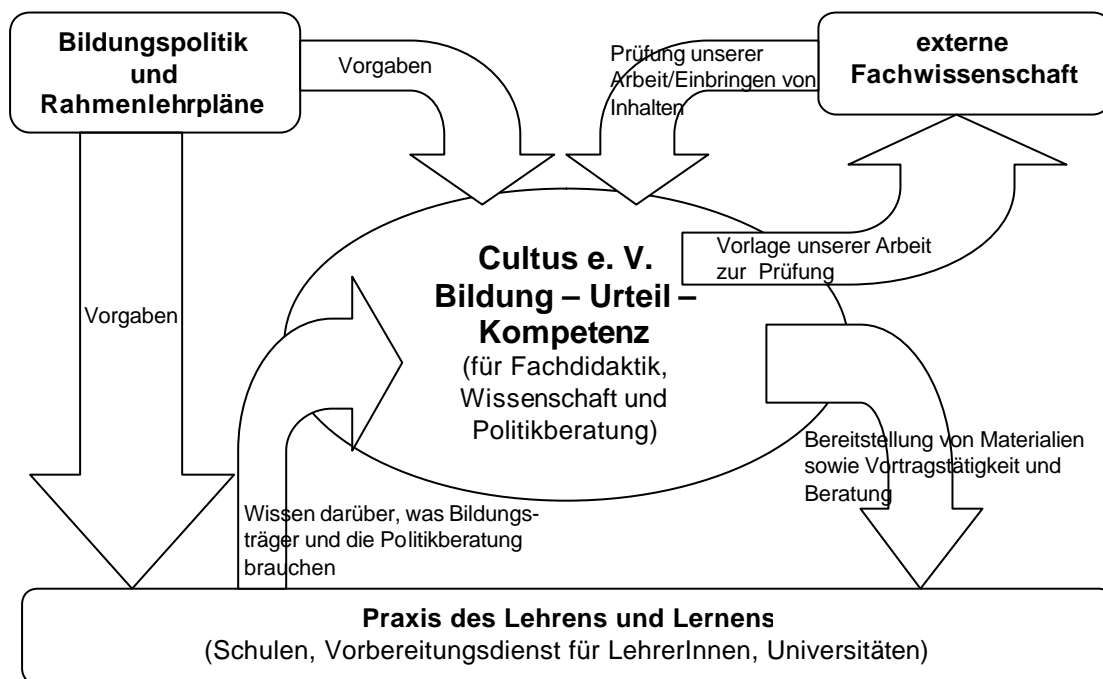 Bildungspolitik
und
Rahmenlehrpläne
Vorgaben
Prüfung unserer
Arbeit/Einbringen von
Inhalten
externe
Fachwissenschaft
Cultus e. V.
Bildung – Urteil –
Kompetenz
(für Fachdidaktik,
Wissenschaft und
Politikberatung)
Vorlage unserer Arbeit
zur Prüfung
Vorgaben
Bereitstellung von Materialien
sowie Vortragstätigkeit und
Beratung
Wissen darüber, was Bildungs-
träger und die Politikberatung
brauchen
Praxis des Lehrens und Lernens
(Schulen, Vorbereitungsdienst für LehrerInnen, Universitäten)